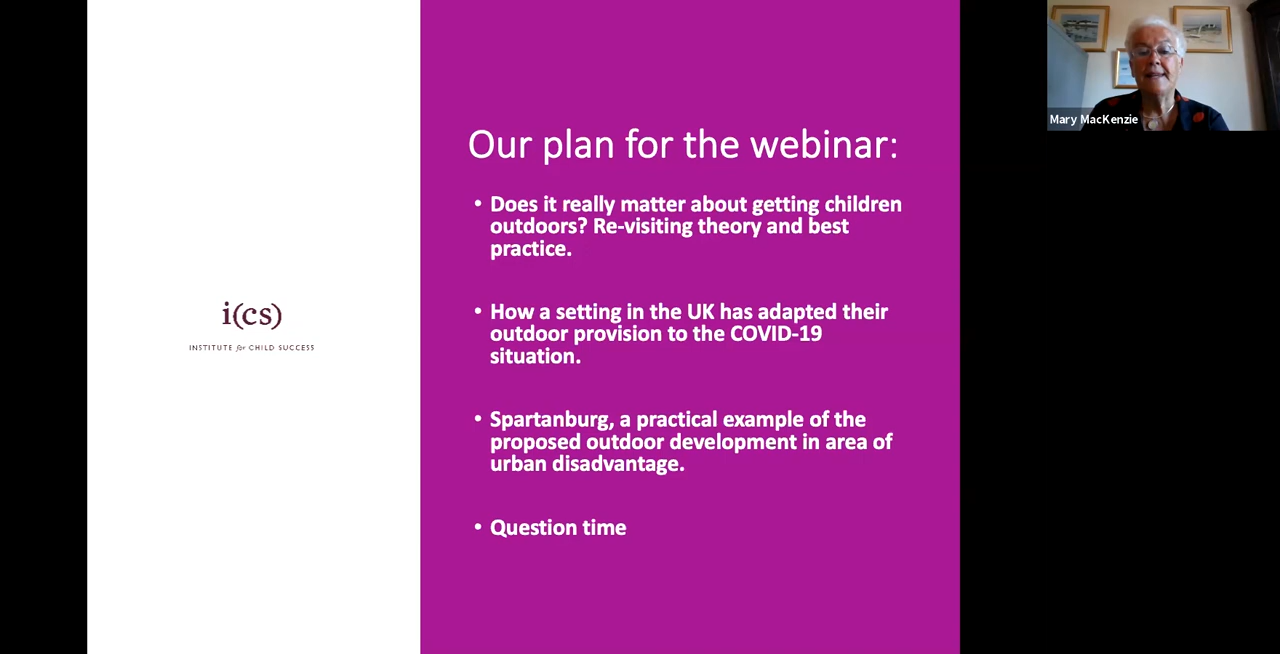 Our plan for the webinar:
• Does it really matter about getting children
outdoors? Re-visiting theory and best
practice.
• How a setting in the UK has adapted their
outdoor provision to the COVID-19
situation.
• Spartanburg, a practical example of the
proposed outdoor development in area of
urban disadvantage.
• Question time
i(cs)
INSTITUTE for CHILD SUCCESS
Mary MacKenzie